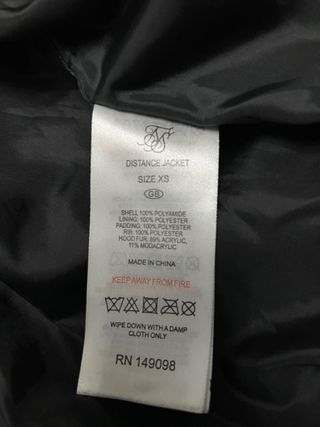 DISTANCE JACKET
SIZE XS
GB
SHELL 100% POLYAMIDE
LINING: 100% POLYESTER
PADDING: 100% POLYESTER
RIB: 100% POLYESTER
HOOD FUR: 89% ACRYLIC,
11% MODACRYLIC
MADE IN CHINA
KEEP AWAY FROM FIRE
WIPE DOWN WITH A DAMP
CLOTH ONLY
RN 149098